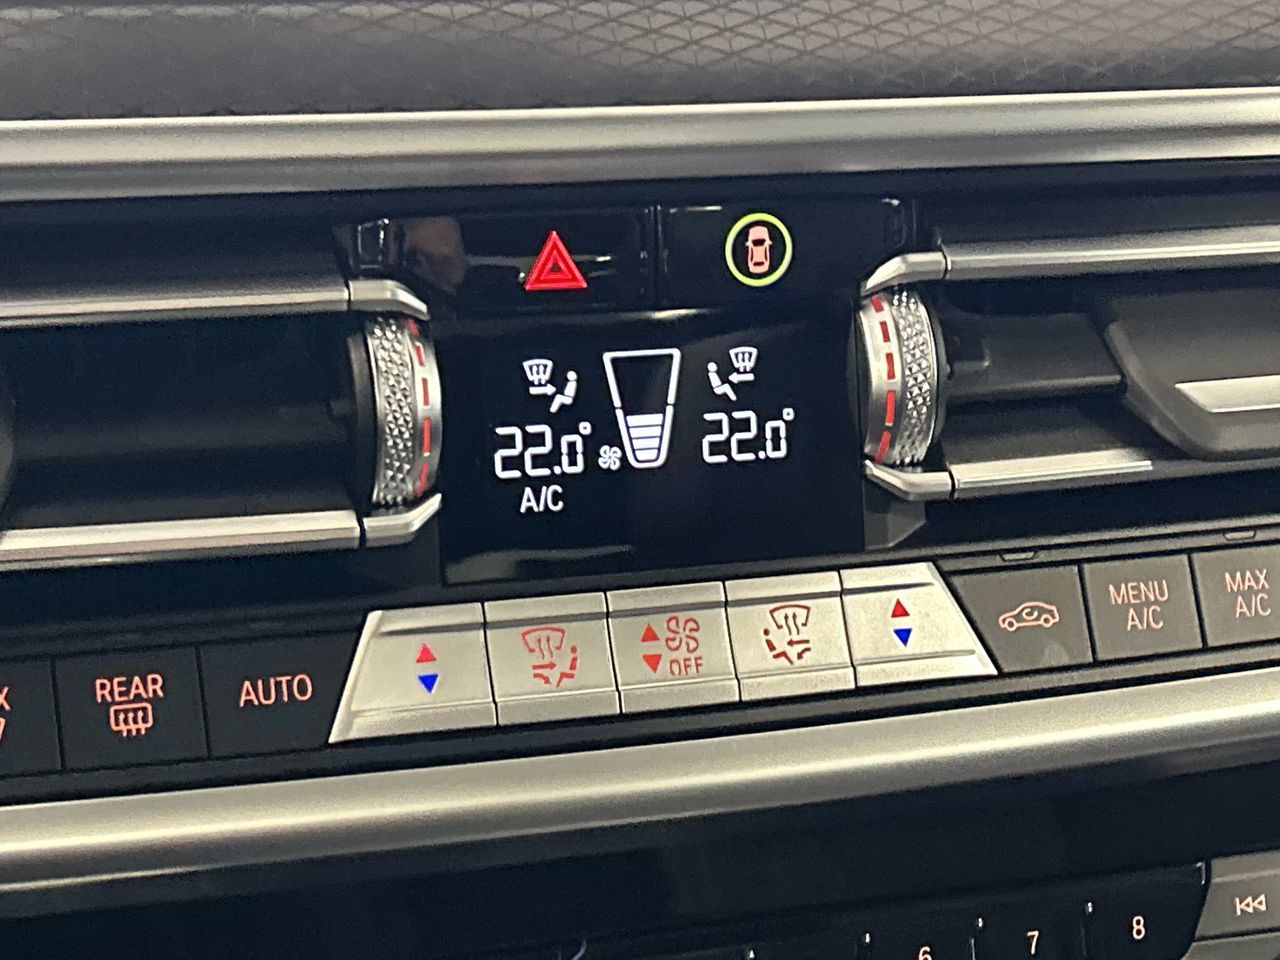 22.0°
22.0°
A/C
REAR
AUTO
OFF
MENU
A/C
MAX
A/C
6
7
8